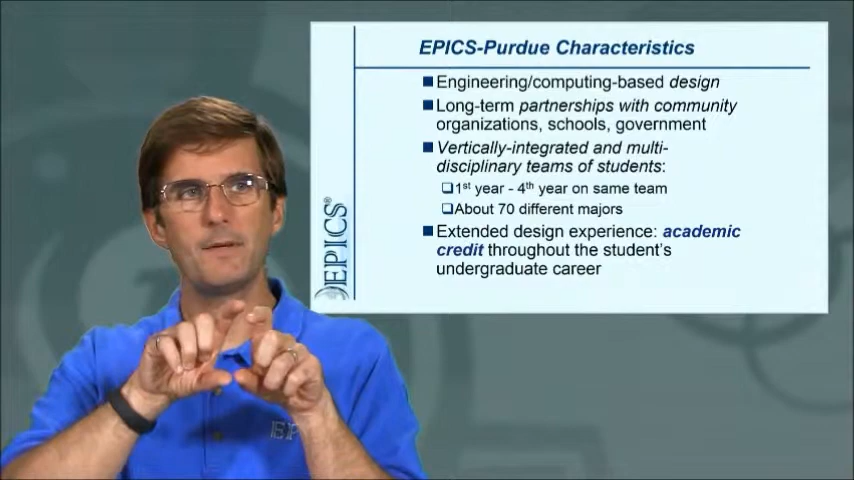 EPICS-Purdue Characteristics
Engineering/computing-based design
Long-term partnerships with community
organizations, schools, government
Vertically-integrated and multi-
disciplinary teams of students:
1st year - 4th year on same team
About 70 different majors
Extended design experience: academic
credit throughout the student's
undergraduate career
EPICS®
EP